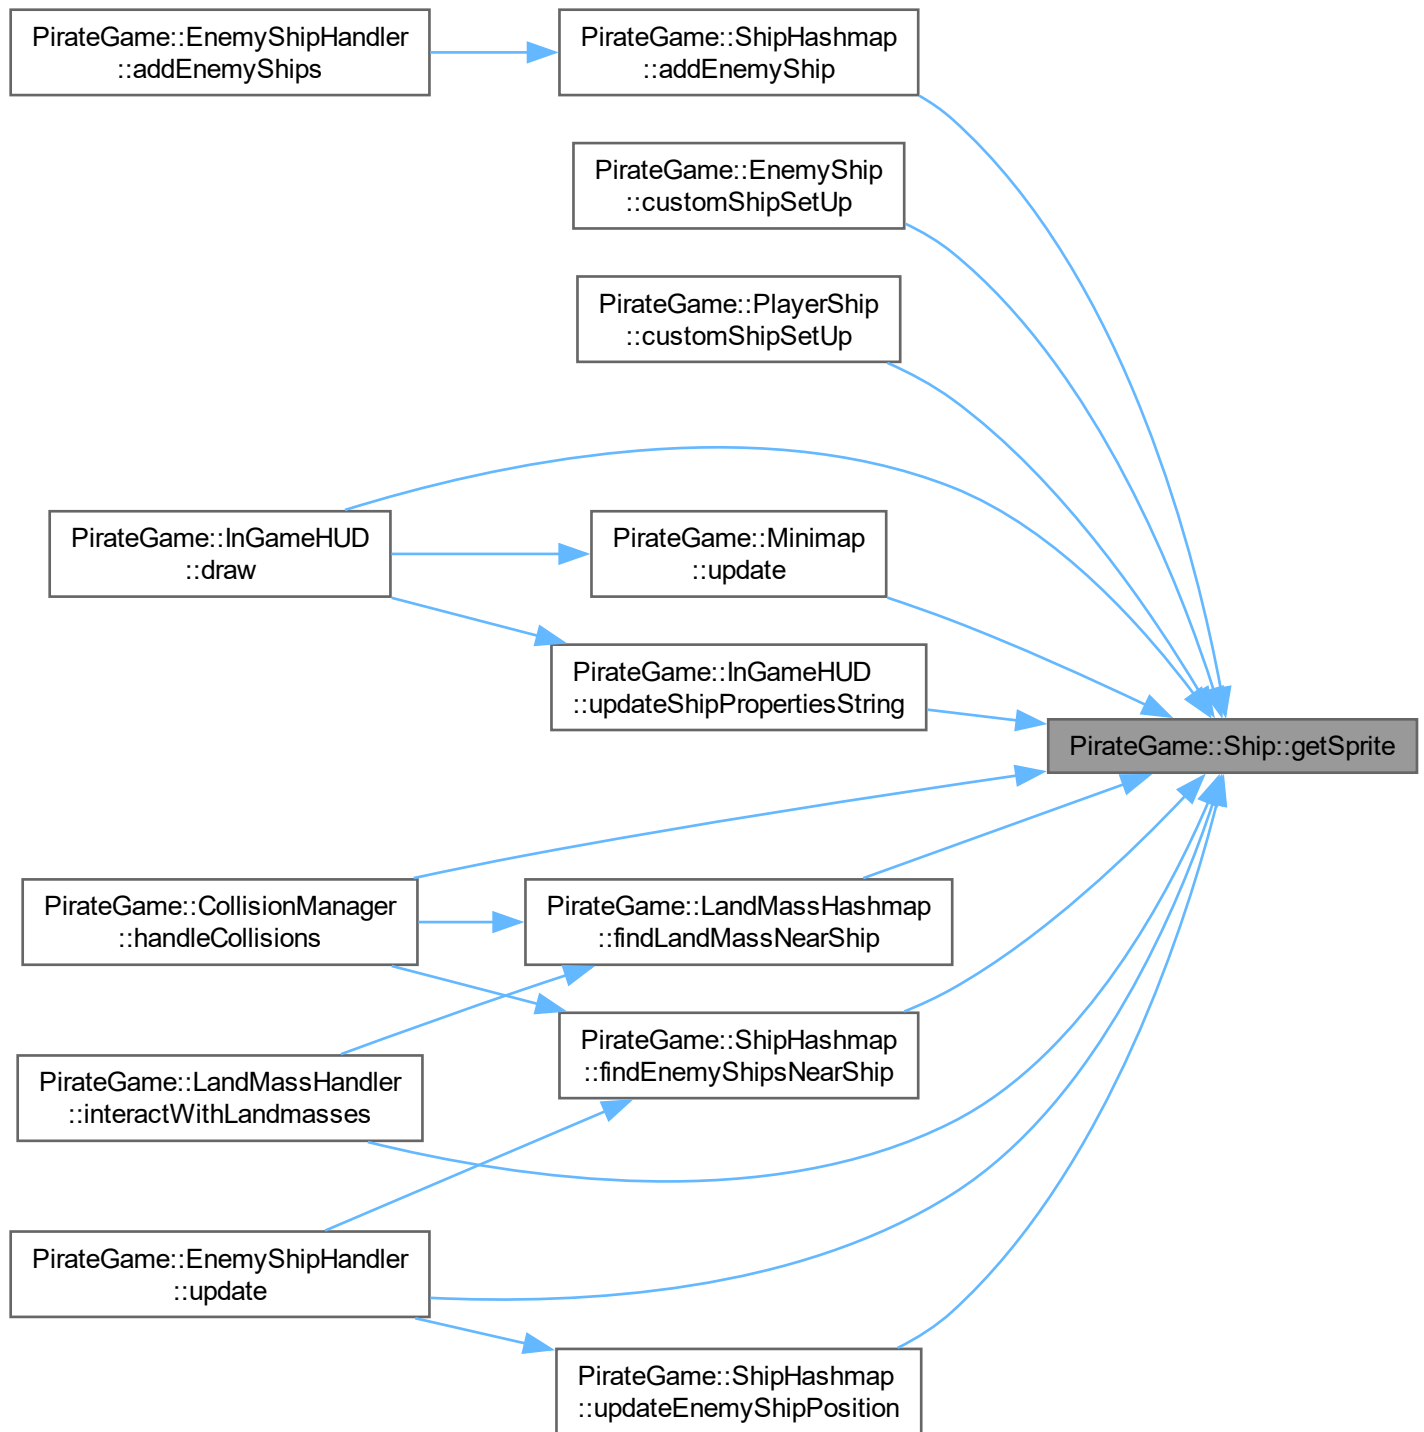 PirateGame::EnemyShipHandler
::addEnemyShips
PirateGame::ShipHashmap
::addEnemyShip
PirateGame::EnemyShip
::customShipSetUp
PirateGame::PlayerShip
::customShipSetUp
PirateGame::InGameHUD
::draw
PirateGame::Minimap
::update
PirateGame::InGameHUD
::updateShipPropertiesString
PirateGame::Ship::getSprite
PirateGame::CollisionManager
::handleCollisions
PirateGame::LandMassHashmap
::findLandMassNearShip
PirateGame::ShipHashmap
::findEnemyShipsNearShip
PirateGame::LandMassHandler
::interactWithLandmasses
PirateGame::EnemyShipHandler
::update
PirateGame::ShipHashmap
::updateEnemyShipPosition